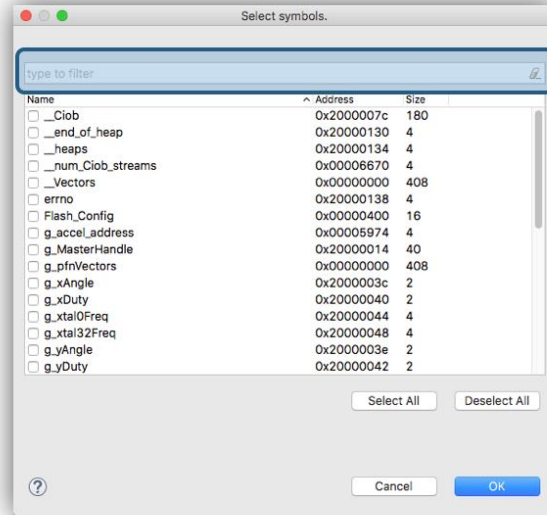 Select symbols.
type to filter
Name Address Size
__Ciob 0x2000007c 180
__end_of_heap 0x20000130 4
__heaps 0x20000134 4
__num_Ciob_streams 0x00006670 4
__Vectors 0x00000000 408
errno 0x20000138 4
Flash_Config 0x00000400 16
g_accel_address 0x00005974 4
g_MasterHandle 0x20000014 40
g_pfnVectors 0x00000000 408
g_xAngle 0x2000003c 2
g_xDuty 0x20000040 2
g_xtal0Freq 0x20000044 4
g_xtal32Freq 0x20000048 4
g_yAngle 0x2000003e 2
g_yDuty 0x20000042 2
Select All Deselect All
? Cancel OK